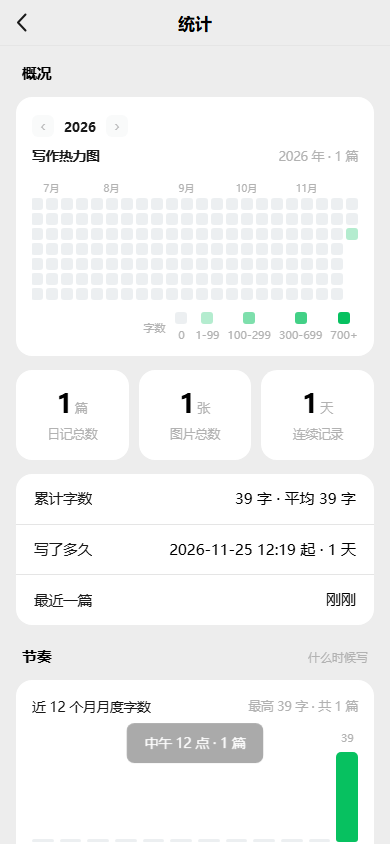 统计
概况
‹ 2026 ›
写作热力图 2026 年 · 1 篇
7月 8月 9月 10月 11月
字数 0 1-99 100-299 300-699 700+
1 篇 1 张 1 天
日记总数 图片总数 连续记录
累计字数 39 字 · 平均 39 字
写了多久 2026-11-25 12:19 起 · 1 天
最近一篇 刚刚
节奏 什么时候写
近 12 个月月度字数 最高 39 字 · 共 1 篇
中午 12 点 · 1 篇
39